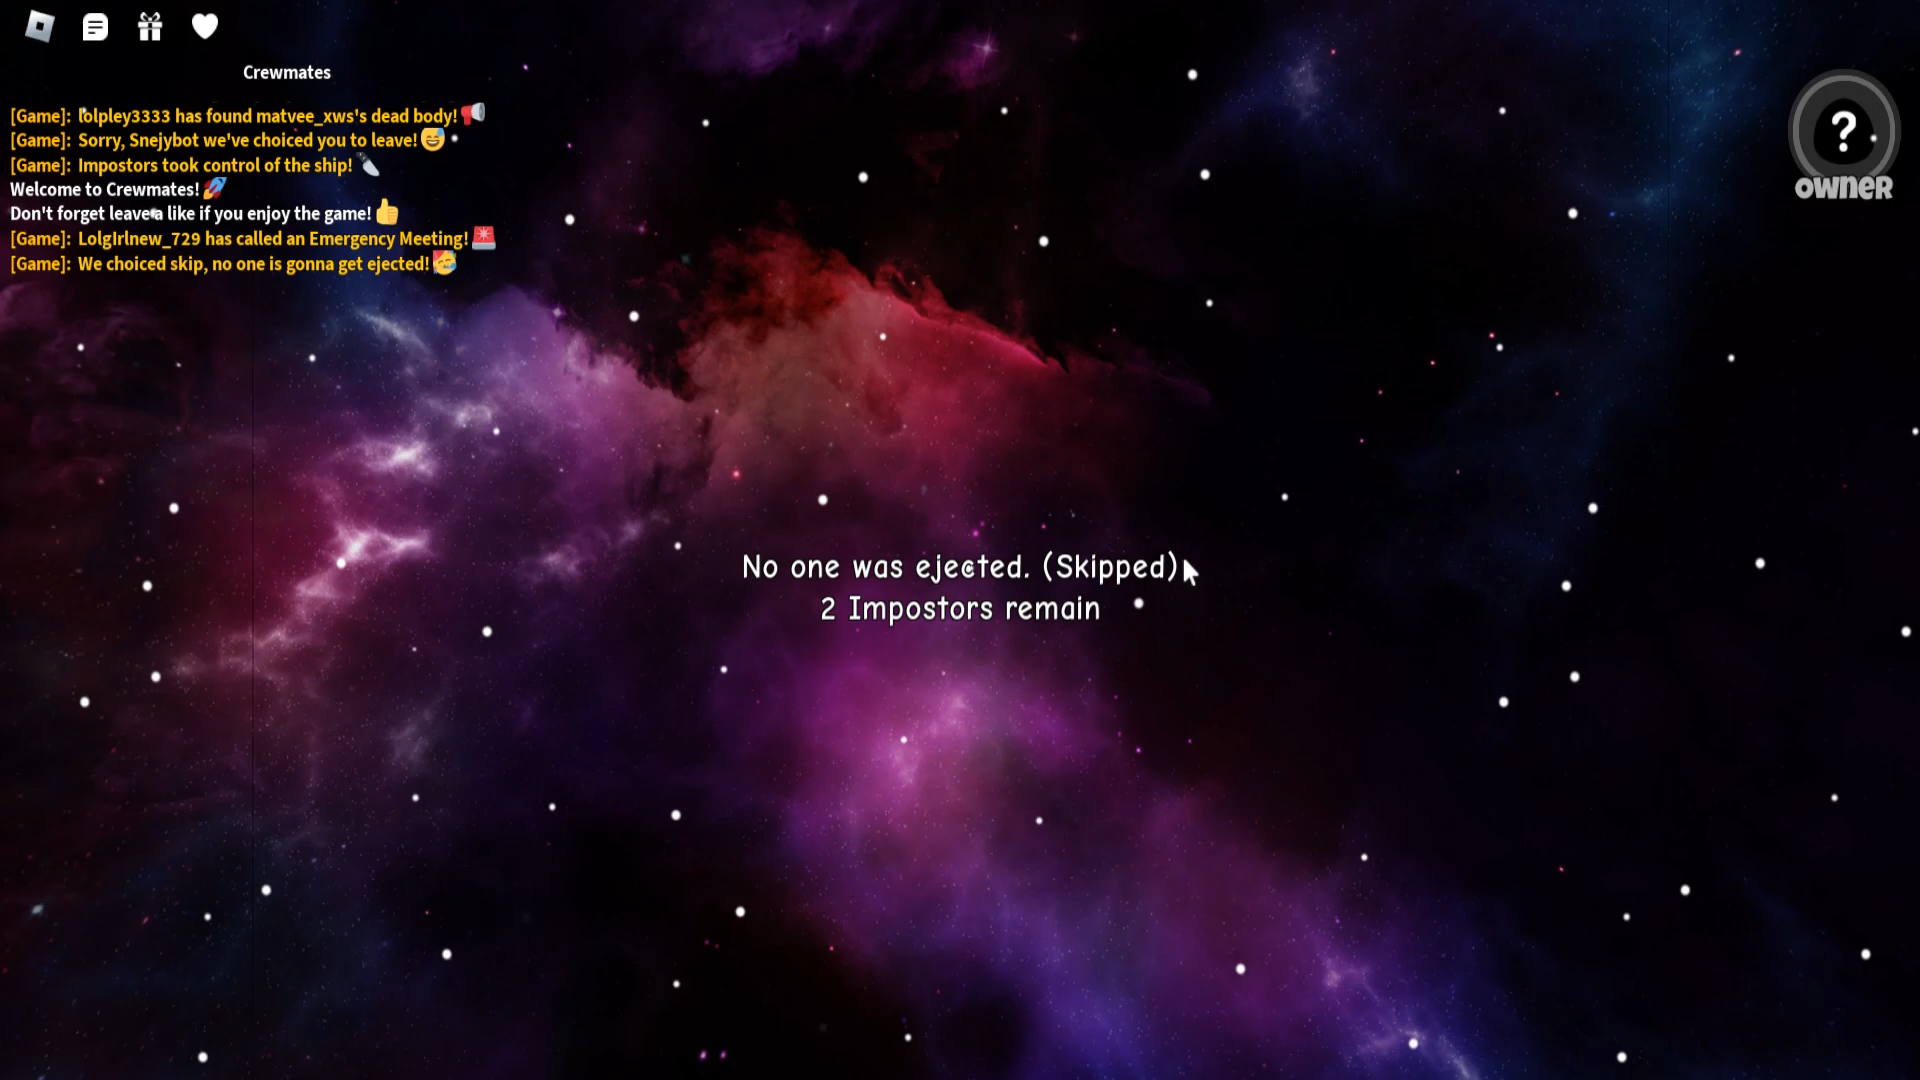 Crewmates
[Game]: lolpley3333 has found matvee_xws's dead body!📢
[Game]: Sorry, Snejybot we've choiced you to leave!😅
[Game]: Impostors took control of the ship!🔪
Welcome to Crewmates!🚀
Don't forget leave a like if you enjoy the game!👍
[Game]: LolgIrlnew_729 has called an Emergency Meeting!🚨
[Game]: We choiced skip, no one is gonna get ejected!🥳
?
OWNER
No one was ejected. (Skipped)
2 Impostors remain